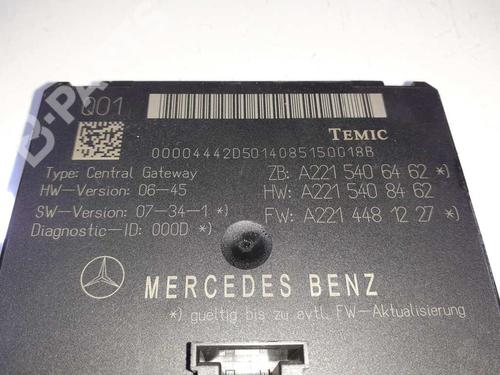 Q01
B-PARTS
TEMIC
00004442D5014085150018B
Type: Central Gateway ZB: A221 540 64 62 *)
HW-Version: 06-45 HW: A221 540 84 62
SW-Version: 07-34-1 *) FW: A221 448 12 27 *)
Diagnostic-ID: 000D *)
MERCEDES BENZ
*) gueltig bis zu evtl. FW-Aktualisierung